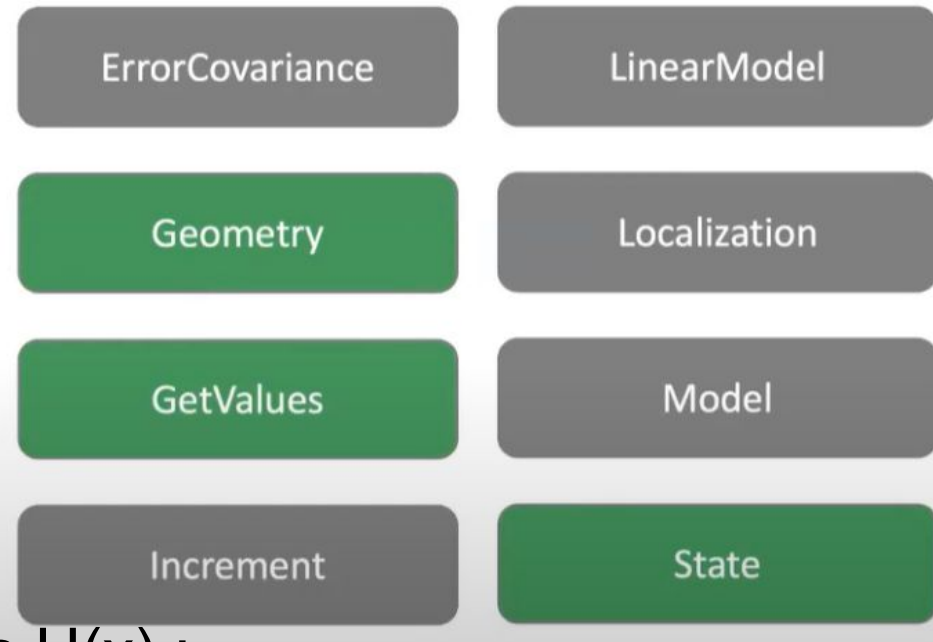 ErrorCovariance
LinearModel
Geometry
Localization
GetValues
Model
Increment
State
H(x)